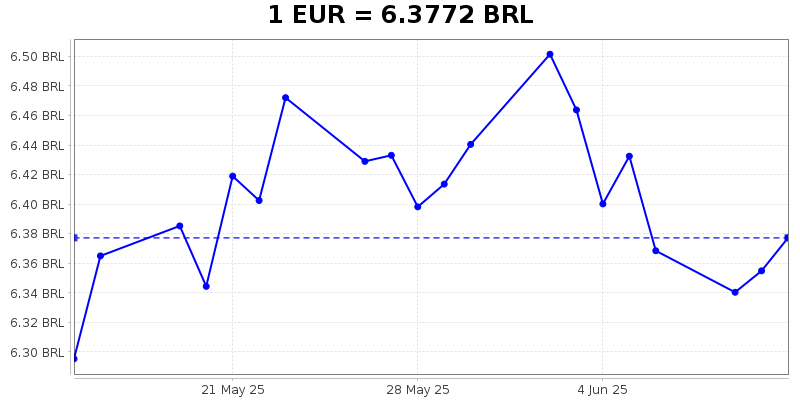 1 EUR = 6.3772 BRL
6.50 BRL
6.48 BRL
6.46 BRL
6.44 BRL
6.42 BRL
6.40 BRL
6.38 BRL
6.36 BRL
6.34 BRL
6.32 BRL
6.30 BRL
21 May 25 28 May 25 4 Jun 25